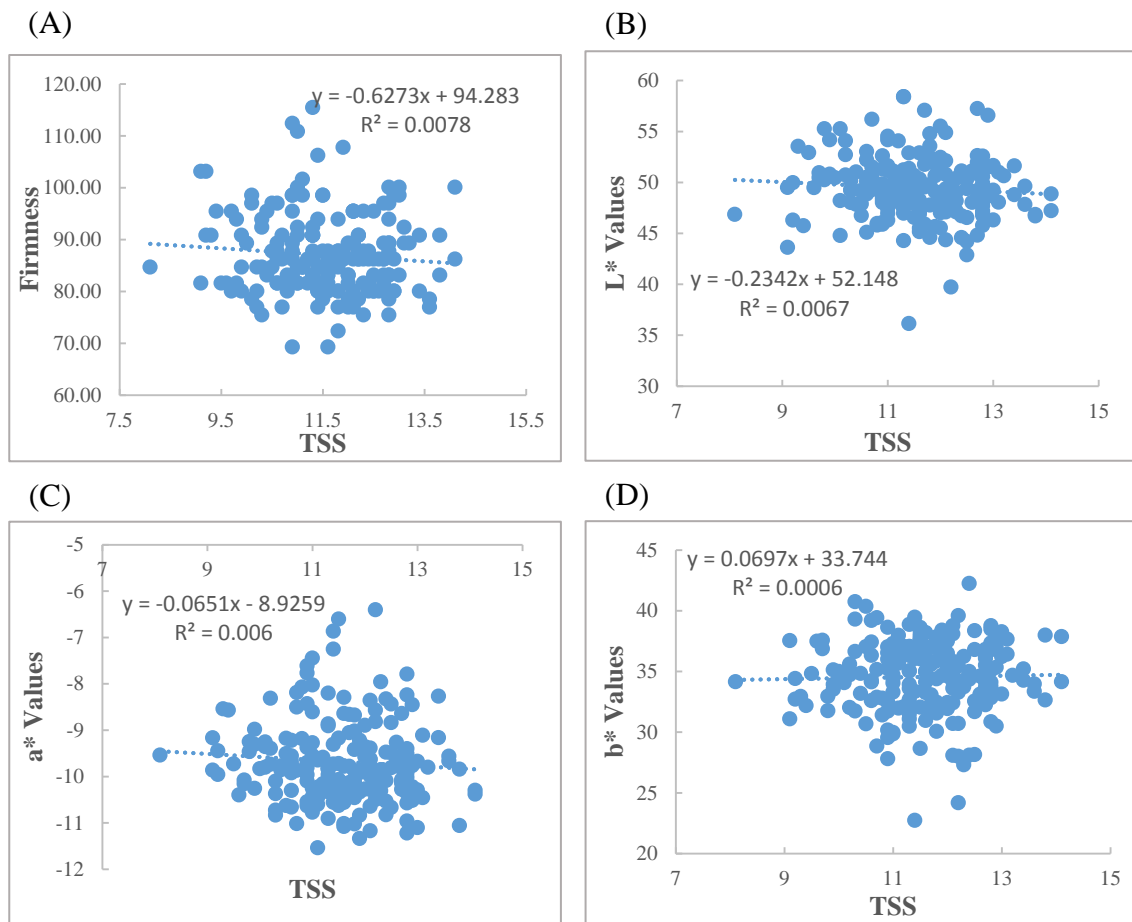 (A)
120.00
110.00
100.00
90.00
80.00
70.00
60.00
Firmness
y = -0.6273x + 94.283
R² = 0.0078
7.5 9.5 11.5 13.5 15.5
TSS
(B)
60
55
50
45
40
35
30
L* Values
y = -0.2342x + 52.148
R² = 0.0067
7 9 11 13 15
TSS
(C)
-5
-6
-7
-8
-9
-10
-11
-12
a* Values
7 9 11 13 15
y = -0.0651x - 8.9259
R² = 0.006
TSS
(D)
45
40
35
30
25
20
b* Values
y = 0.0697x + 33.744
R² = 0.0006
7 9 11 13 15
TSS